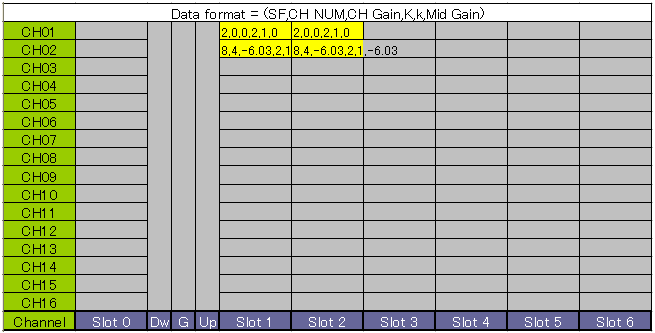 Data format = (SF,CH NUM,CH Gain,K,k,Mid Gain)
CH01 2,0,0,2,1,0 2,0,0,2,1,0
CH02 8,4,-6.03,2,1 8,4,-6.03,2,1,-6.03
CH03
CH04
CH05
CH06
CH07
CH08
CH09
CH10
CH11
CH12
CH13
CH14
CH15
CH16
Channel Slot 0 Dw G Up Slot 1 Slot 2 Slot 3 Slot 4 Slot 5 Slot 6